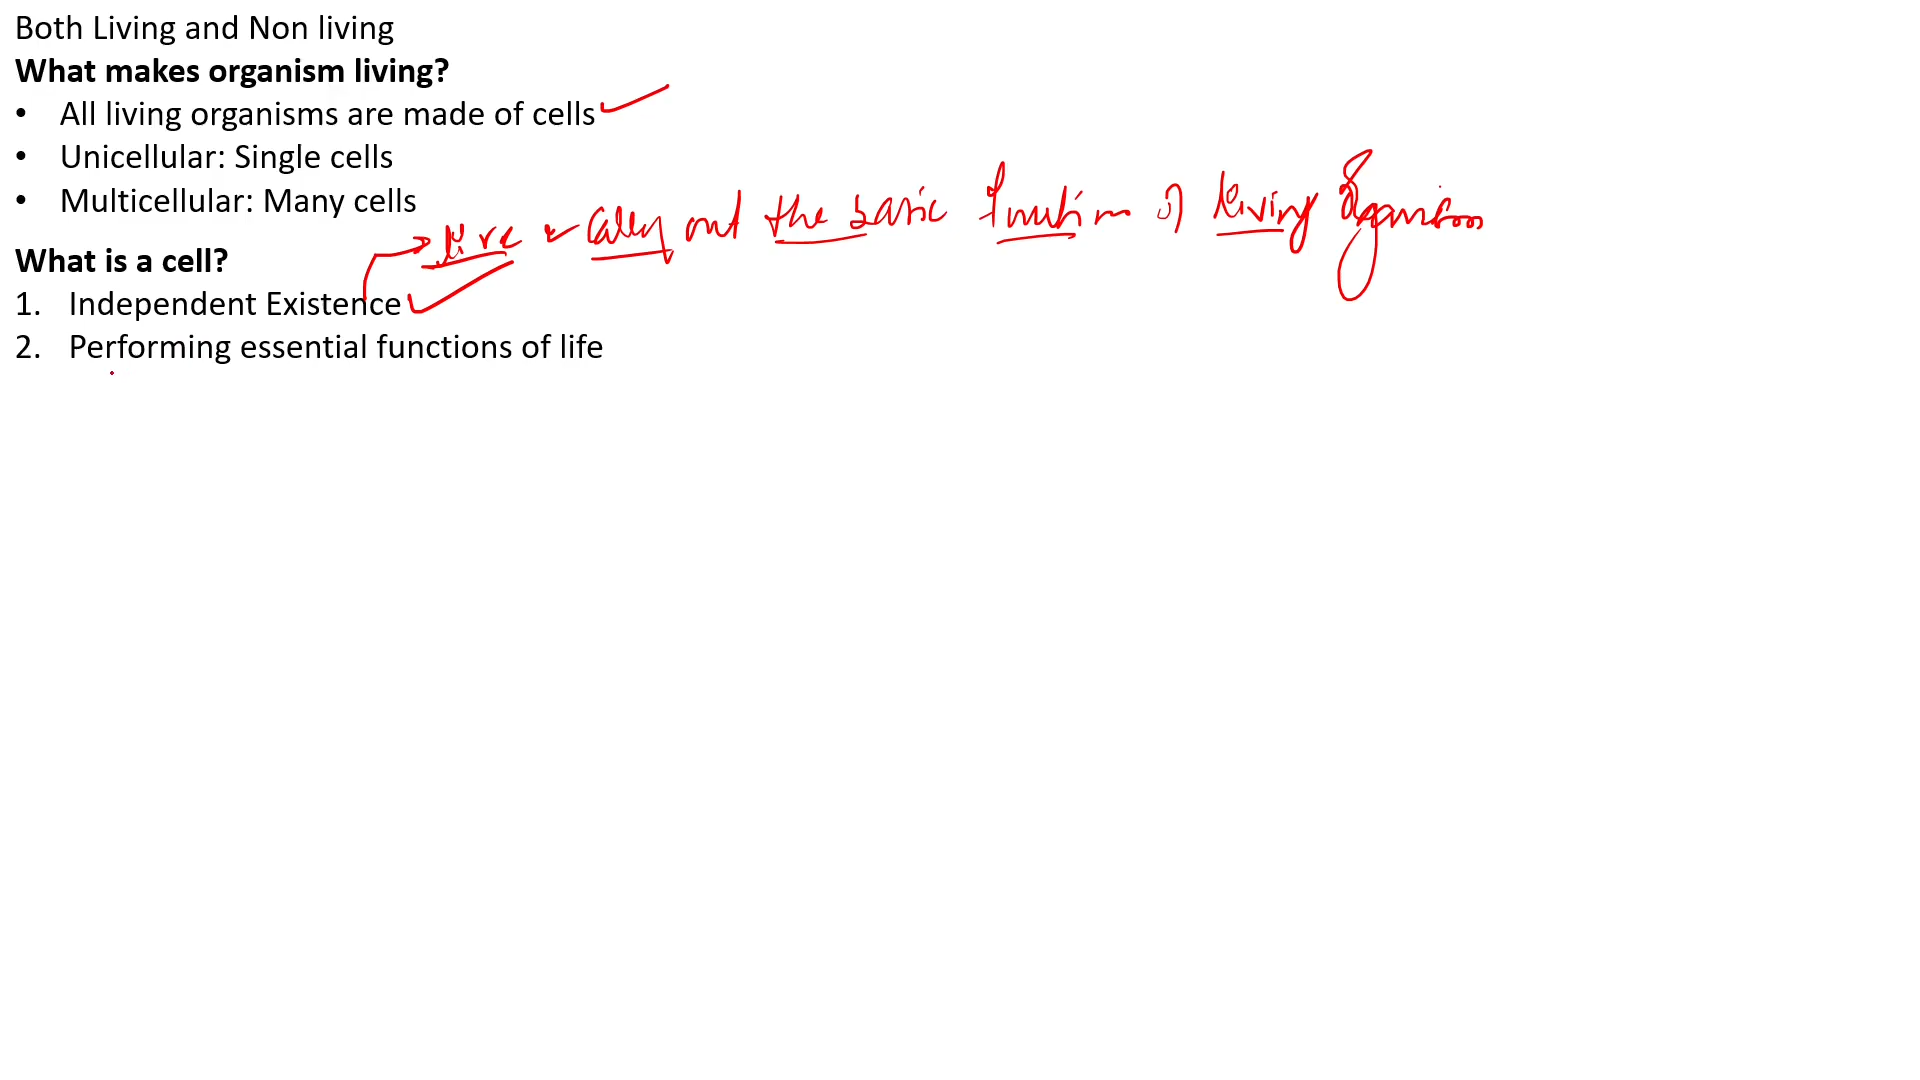 Both Living and Non living
What makes organism living?
• All living organisms are made of cells
• Unicellular: Single cells
• Multicellular: Many cells
live & carry out the basic function of living organism
What is a cell?
1. Independent Existence
2. Performing essential functions of life